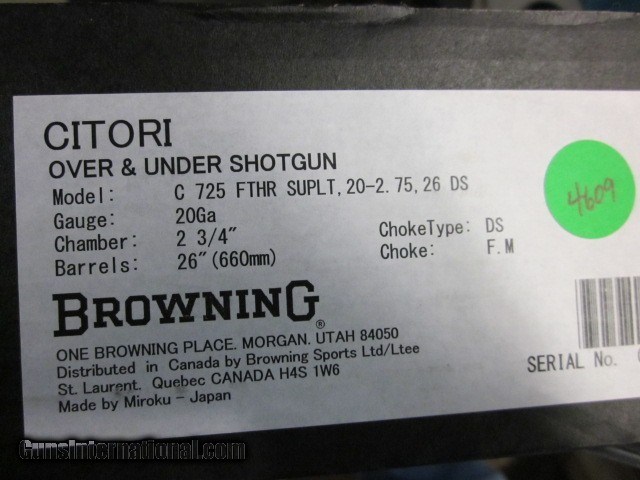 CITORI
OVER & UNDER SHOTGUN
Model: C 725 FTHR SUPLT, 20-2.75, 26 DS
Gauge: 20Ga
Chamber: 2 3/4" ChokeType: DS
Barrels: 26"(660mm) Choke: F.M
4609
BROWNING®
ONE BROWNING PLACE. MORGAN. UTAH 84050
Distributed in Canada by Browning Sports Ltd/Ltee
St. Laurent. Quebec CANADA H4S 1W6
Made by Miroku - Japan
SERIAL No.
GunsInternational.com